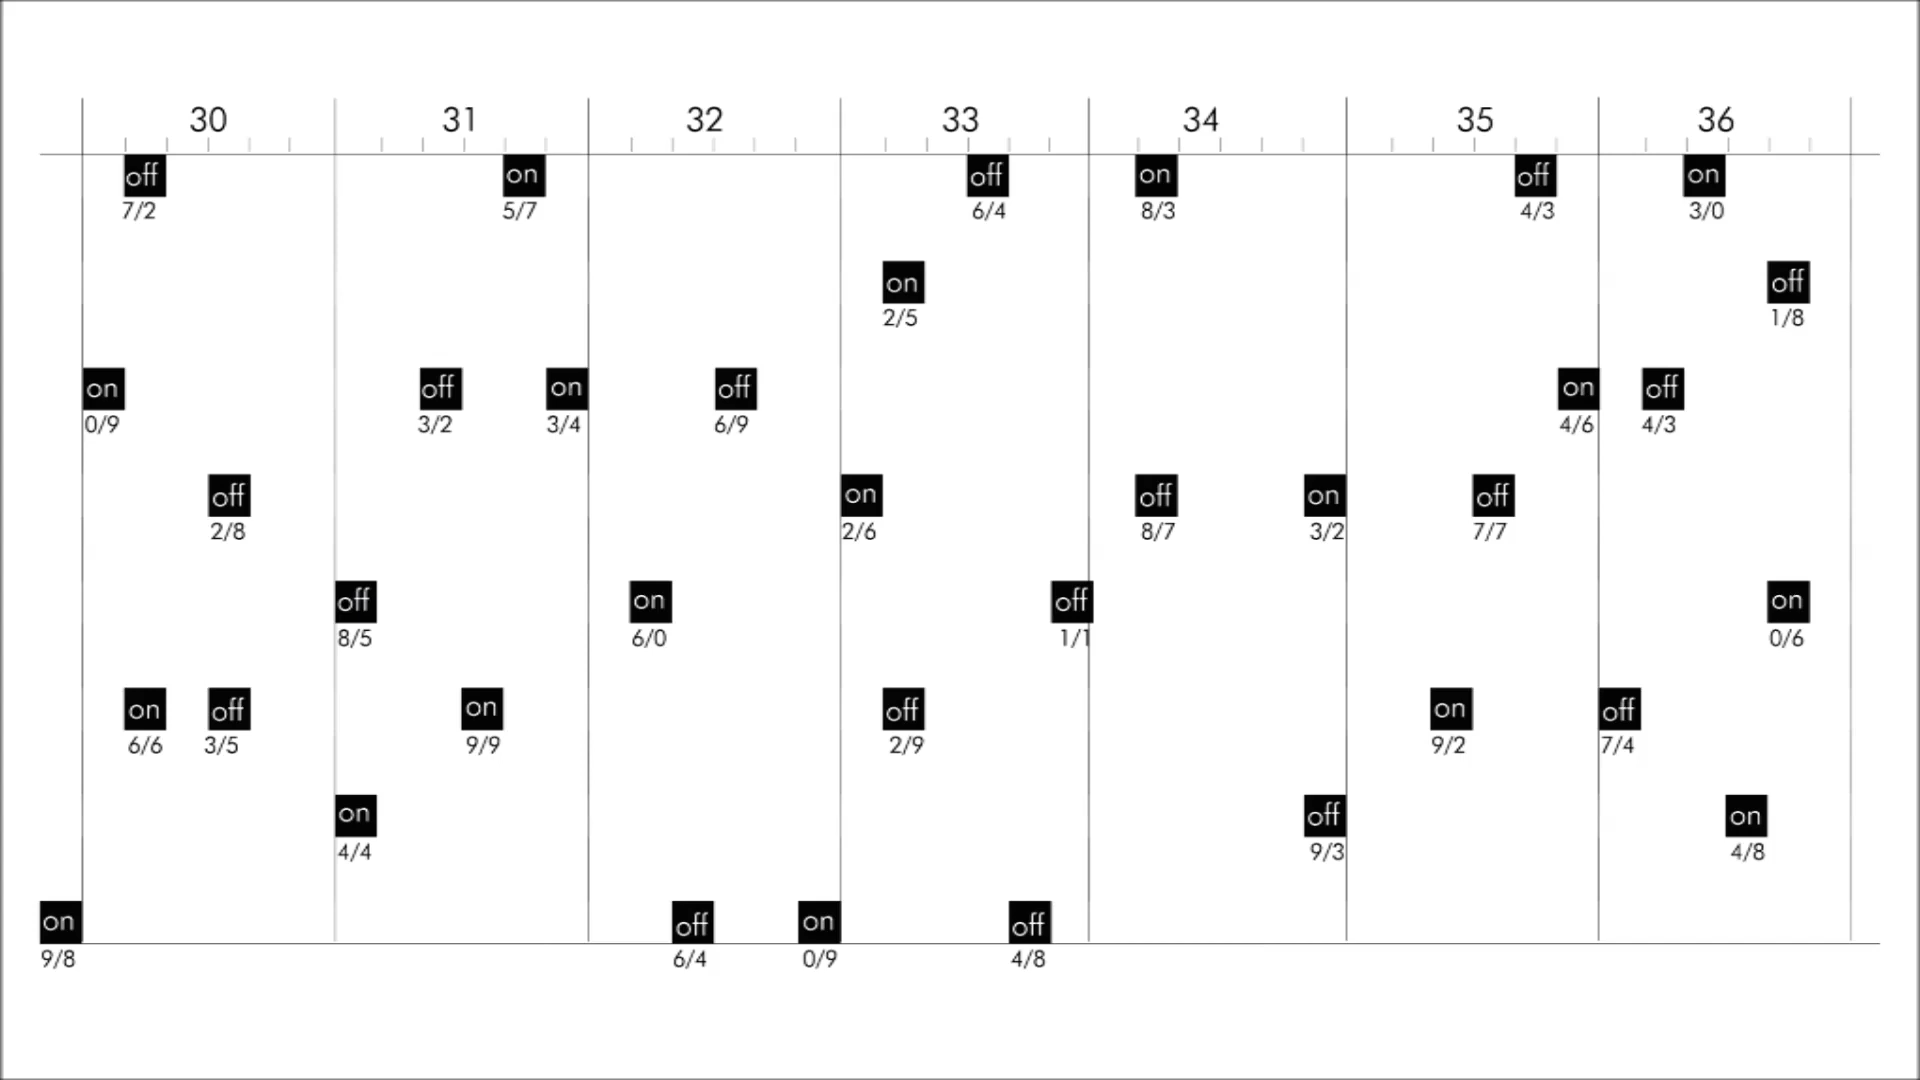 30 31 32 33 34 35 36
off on off on off on
7/2 5/7 6/4 8/3 4/3 3/0
on off
2/5 1/8
on off on off on off
0/9 3/2 3/4 6/9 4/6 4/3
off on off on off
2/8 2/6 8/7 3/2 7/7
off on off on
8/5 6/0 1/1 0/6
on off on off on off
6/6 3/5 9/9 2/9 9/2 7/4
on off on
4/4 9/3 4/8
on off on off
9/8 6/4 0/9 4/8